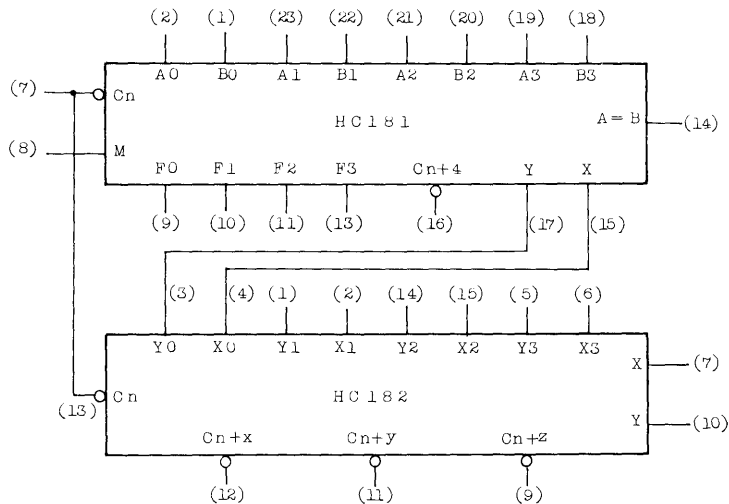 (2) (1) (23) (22) (21) (20) (19) (18)
A0 B0 A1 B1 A2 B2 A3 B3
(7) Cn
HC181 A=B (14)
(8) M
F0 F1 F2 F3 Cn+4 Y X
(9) (10) (11) (13) (16) (17) (15)
(3) (4) (1) (2) (14) (15) (5) (6)
Y0 X0 Y1 X1 Y2 X2 Y3 X3
X (7)
(13) Cn HC182
Y (10)
Cn+x Cn+y Cn+z
(12) (11) (9)